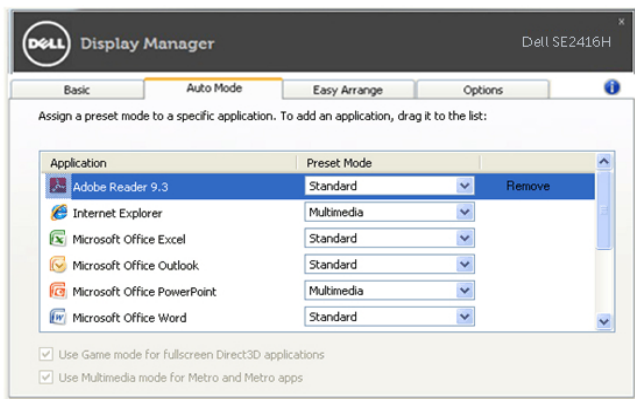 DELL Display Manager Dell SE2416H
Basic Auto Mode Easy Arrange Options
Assign a preset mode to a specific application. To add an application, drag it to the list:
Application Preset Mode
Adobe Reader 9.3 Standard Remove
Internet Explorer Multimedia
Microsoft Office Excel Standard
Microsoft Office Outlook Standard
Microsoft Office PowerPoint Multimedia
Microsoft Office Word Standard
Use Game mode for fullscreen Direct3D applications
Use Multimedia mode for Metro and Metro apps